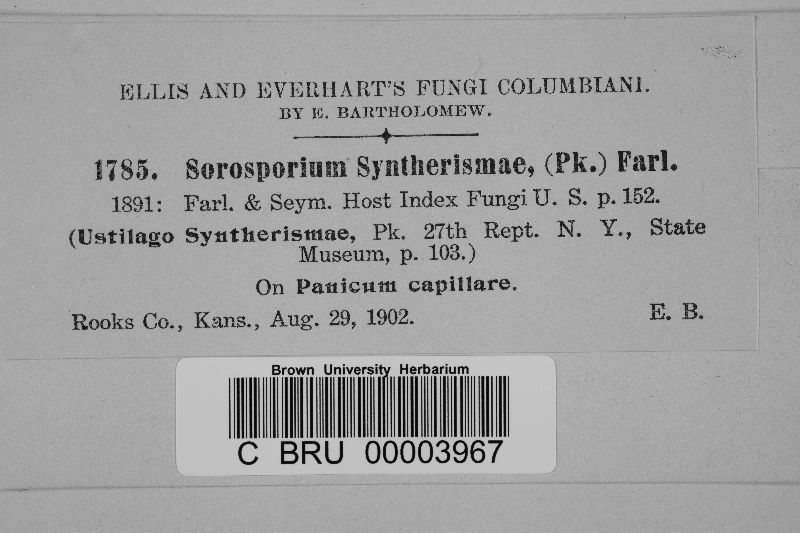 ELLIS AND EVERHART'S FUNGI COLUMBIANI.
BY E. BARTHOLOMEW.
1785. Sorosporium Syntherismae, (Pk.) Farl.
1891: Farl. & Seym. Host Index Fungi U. S. p. 152.
(Ustilago Syntherismae, Pk. 27th Rept. N. Y., State
Museum, p. 103.)
On Panicum capillare.
Rooks Co., Kans., Aug. 29, 1902. E. B.
Brown University Herbarium
C BRU 00003967